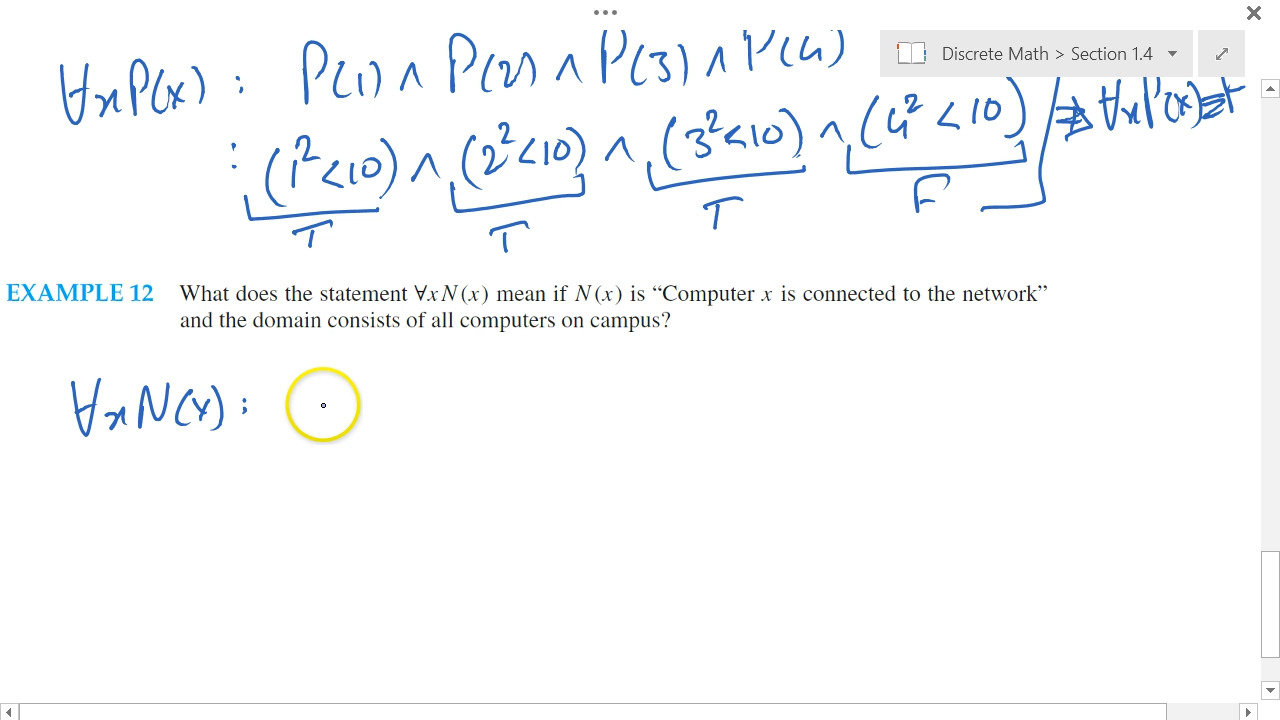 Discrete Math > Section 1.4
∀xP(x) : P(1) ∧ P(2) ∧ P(3) ∧ P(4)
: (1² < 10) ∧ (2² < 10) ∧ (3² < 10) ∧ (4² < 10) ⇒ ∀xP(x) ≡ F
T T T F
EXAMPLE 12 What does the statement ∀xN(x) mean if N(x) is “Computer x is connected to the network”
and the domain consists of all computers on campus?
∀xN(x) :